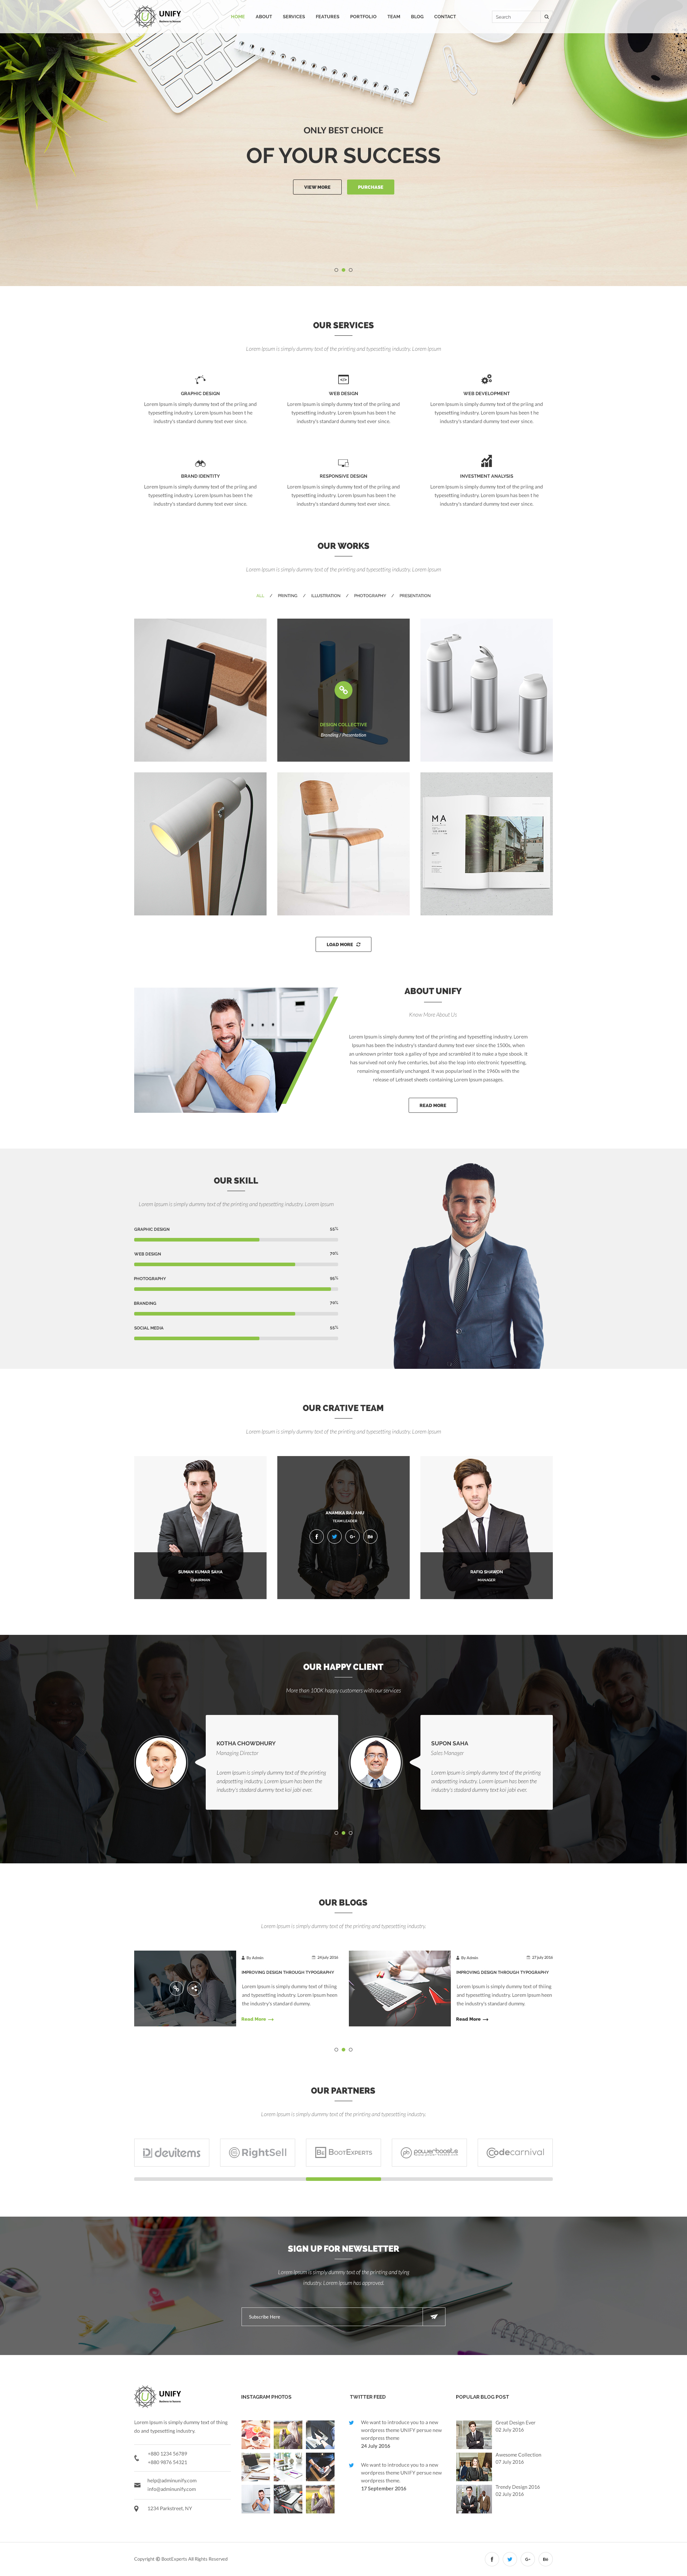 UNIFY
HOME ABOUT SERVICES FEATURES PORTFOLIO TEAM BLOG CONTACT
Search
ONLY BEST CHOICE
OF YOUR SUCCESS
VIEW MORE PURCHASE
OUR SERVICES
Lorem Ipsum is simply dummy text of the printing and typesetting industry. Lorem Ipsum
GRAPHIC DESIGN
Lorem Ipsum is simply dummy text of the priing and
typesetting industry. Lorem Ipsum has been t he
industry's standard dummy text ever since.
WEB DESIGN
Lorem Ipsum is simply dummy text of the priing and
typesetting industry. Lorem Ipsum has been t he
industry's standard dummy text ever since.
WEB DEVELOPMENT
Lorem Ipsum is simply dummy text of the priing and
typesetting industry. Lorem Ipsum has been t he
industry's standard dummy text ever since.
BRAND IDENTITY
Lorem Ipsum is simply dummy text of the priing and
typesetting industry. Lorem Ipsum has been t he
industry's standard dummy text ever since.
RESPONSIVE DESIGN
Lorem Ipsum is simply dummy text of the priing and
typesetting industry. Lorem Ipsum has been t he
industry's standard dummy text ever since.
INVESTMENT ANALYSIS
Lorem Ipsum is simply dummy text of the priing and
typesetting industry. Lorem Ipsum has been t he
industry's standard dummy text ever since.
OUR WORKS
Lorem Ipsum is simply dummy text of the printing and typesetting industry. Lorem Ipsum
ALL / PRINTING / ILLUSTRATION / PHOTOGRAPHY / PRESENTATION
DESIGN COLLECTIVE
Branding / Presentation
MA
LOAD MORE
ABOUT UNIFY
Know More About Us
Lorem Ipsum is simply dummy text of the printing and typesetting industry. Lorem
Ipsum has been the industry's standard dummy text ever since the 1500s, when
an unknown printer took a galley of type and scrambled it to make a type sbook. It
has survived not only five centuries, but also the leap into electronic typesetting,
remaining essentially unchanged. It was popularised in the 1960s with the
release of Letraset sheets containing Lorem Ipsum passages.
READ MORE
OUR SKILL
Lorem Ipsum is simply dummy text of the printing and typesetting industry. Lorem Ipsum
GRAPHIC DESIGN 55%
WEB DESIGN 70%
PHOTOGRAPHY 95%
BRANDING 70%
SOCIAL MEDIA 55%
OUR CRATIVE TEAM
Lorem Ipsum is simply dummy text of the printing and typesetting industry. Lorem Ipsum
SUMAN KUMAR SAHA
CHAIRMAN
ANAMIKA RAJ ANU
TEAM LEADER
G+ Bē
RAFIQ SHAWON
MANAGER
OUR HAPPY CLIENT
More than 100K happy customers with our services
KOTHA CHOWDHURY
Managing Director
Lorem Ipsum is simply dummy text of the printing
andpsetting industry. Lorem Ipsum has been the
industry's stadard dummy text koi jabi ever.
SUPON SAHA
Sales Manager
Lorem Ipsum is simply dummy text of the printing
andpsetting industry. Lorem Ipsum has been the
industry's stadard dummy text koi jabi ever.
OUR BLOGS
Lorem Ipsum is simply dummy text of the printing and typesetting industry.
By Admin 24 july 2016
IMPROVING DESIGN THROUGH TYPOGRAPHY
Lorem Ipsum is simply dummy text of thiing
and typesetting industry. Lorem Ipsum heen
the industry's standard dummy.
Read More
By Admin 27 july 2016
IMPROVING DESIGN THROUGH TYPOGRAPHY
Lorem Ipsum is simply dummy text of thiing
and typesetting industry. Lorem Ipsum heen
the industry's standard dummy.
Read More
OUR PARTNERS
Lorem Ipsum is simply dummy text of the printing and typesetting industry.
devitems
RightSell
BOOTEXPERTS
powerboosts
Codecarnival
SIGN UP FOR NEWSLETTER
Lorem Ipsum is simply dummy text of the printing and tying
Industry. Lorem Ipsum has approved.
Subscribe Here
UNIFY
Lorem Ipsum is simply dummy text of thing
do and typesetting industry.
+880 1234 56789
+880 9876 54321
help@adminunify.com
info@adminunify.com
1234 Parkstreet, NY
INSTAGRAM PHOTOS
TWITTER FEED
We want to introduce you to a new
wordpress theme UNIFY persue new
wordpress theme
24 July 2016
We want to introduce you to a new
wordpress theme UNIFY persue new
wordpress theme.
17 September 2016
POPULAR BLOG POST
Great Design Ever
02 July 2016
Awesome Collection
07 July 2016
Trendy Design 2016
02 July 2016
Copyright © BootExperts All Rights Reserved
G+ Bē